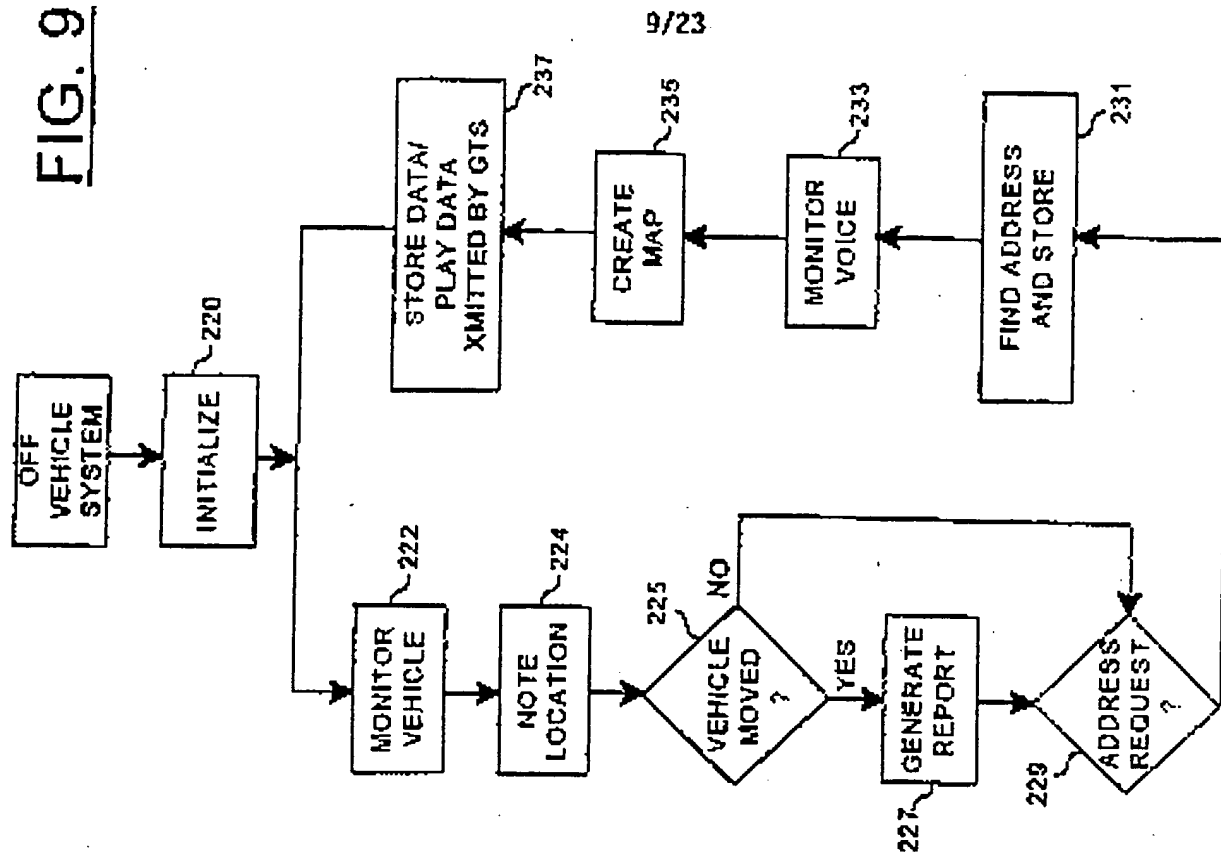 FIG. 9
9/23
OFF
VEHICLE
SYSTEM
220
INITIALIZE
222
MONITOR
VEHICLE
224
NOTE
LOCATION
225
VEHICLE
MOVED
?
NO
YES
GENERATE
REPORT
227
ADDRESS
REQUEST
?
229
FIND ADDRESS
AND STORE
231
MONITOR
VOICE
233
CREATE
MAP
235
STORE DATA/
PLAY DATA
XMITTED BY GTS
237